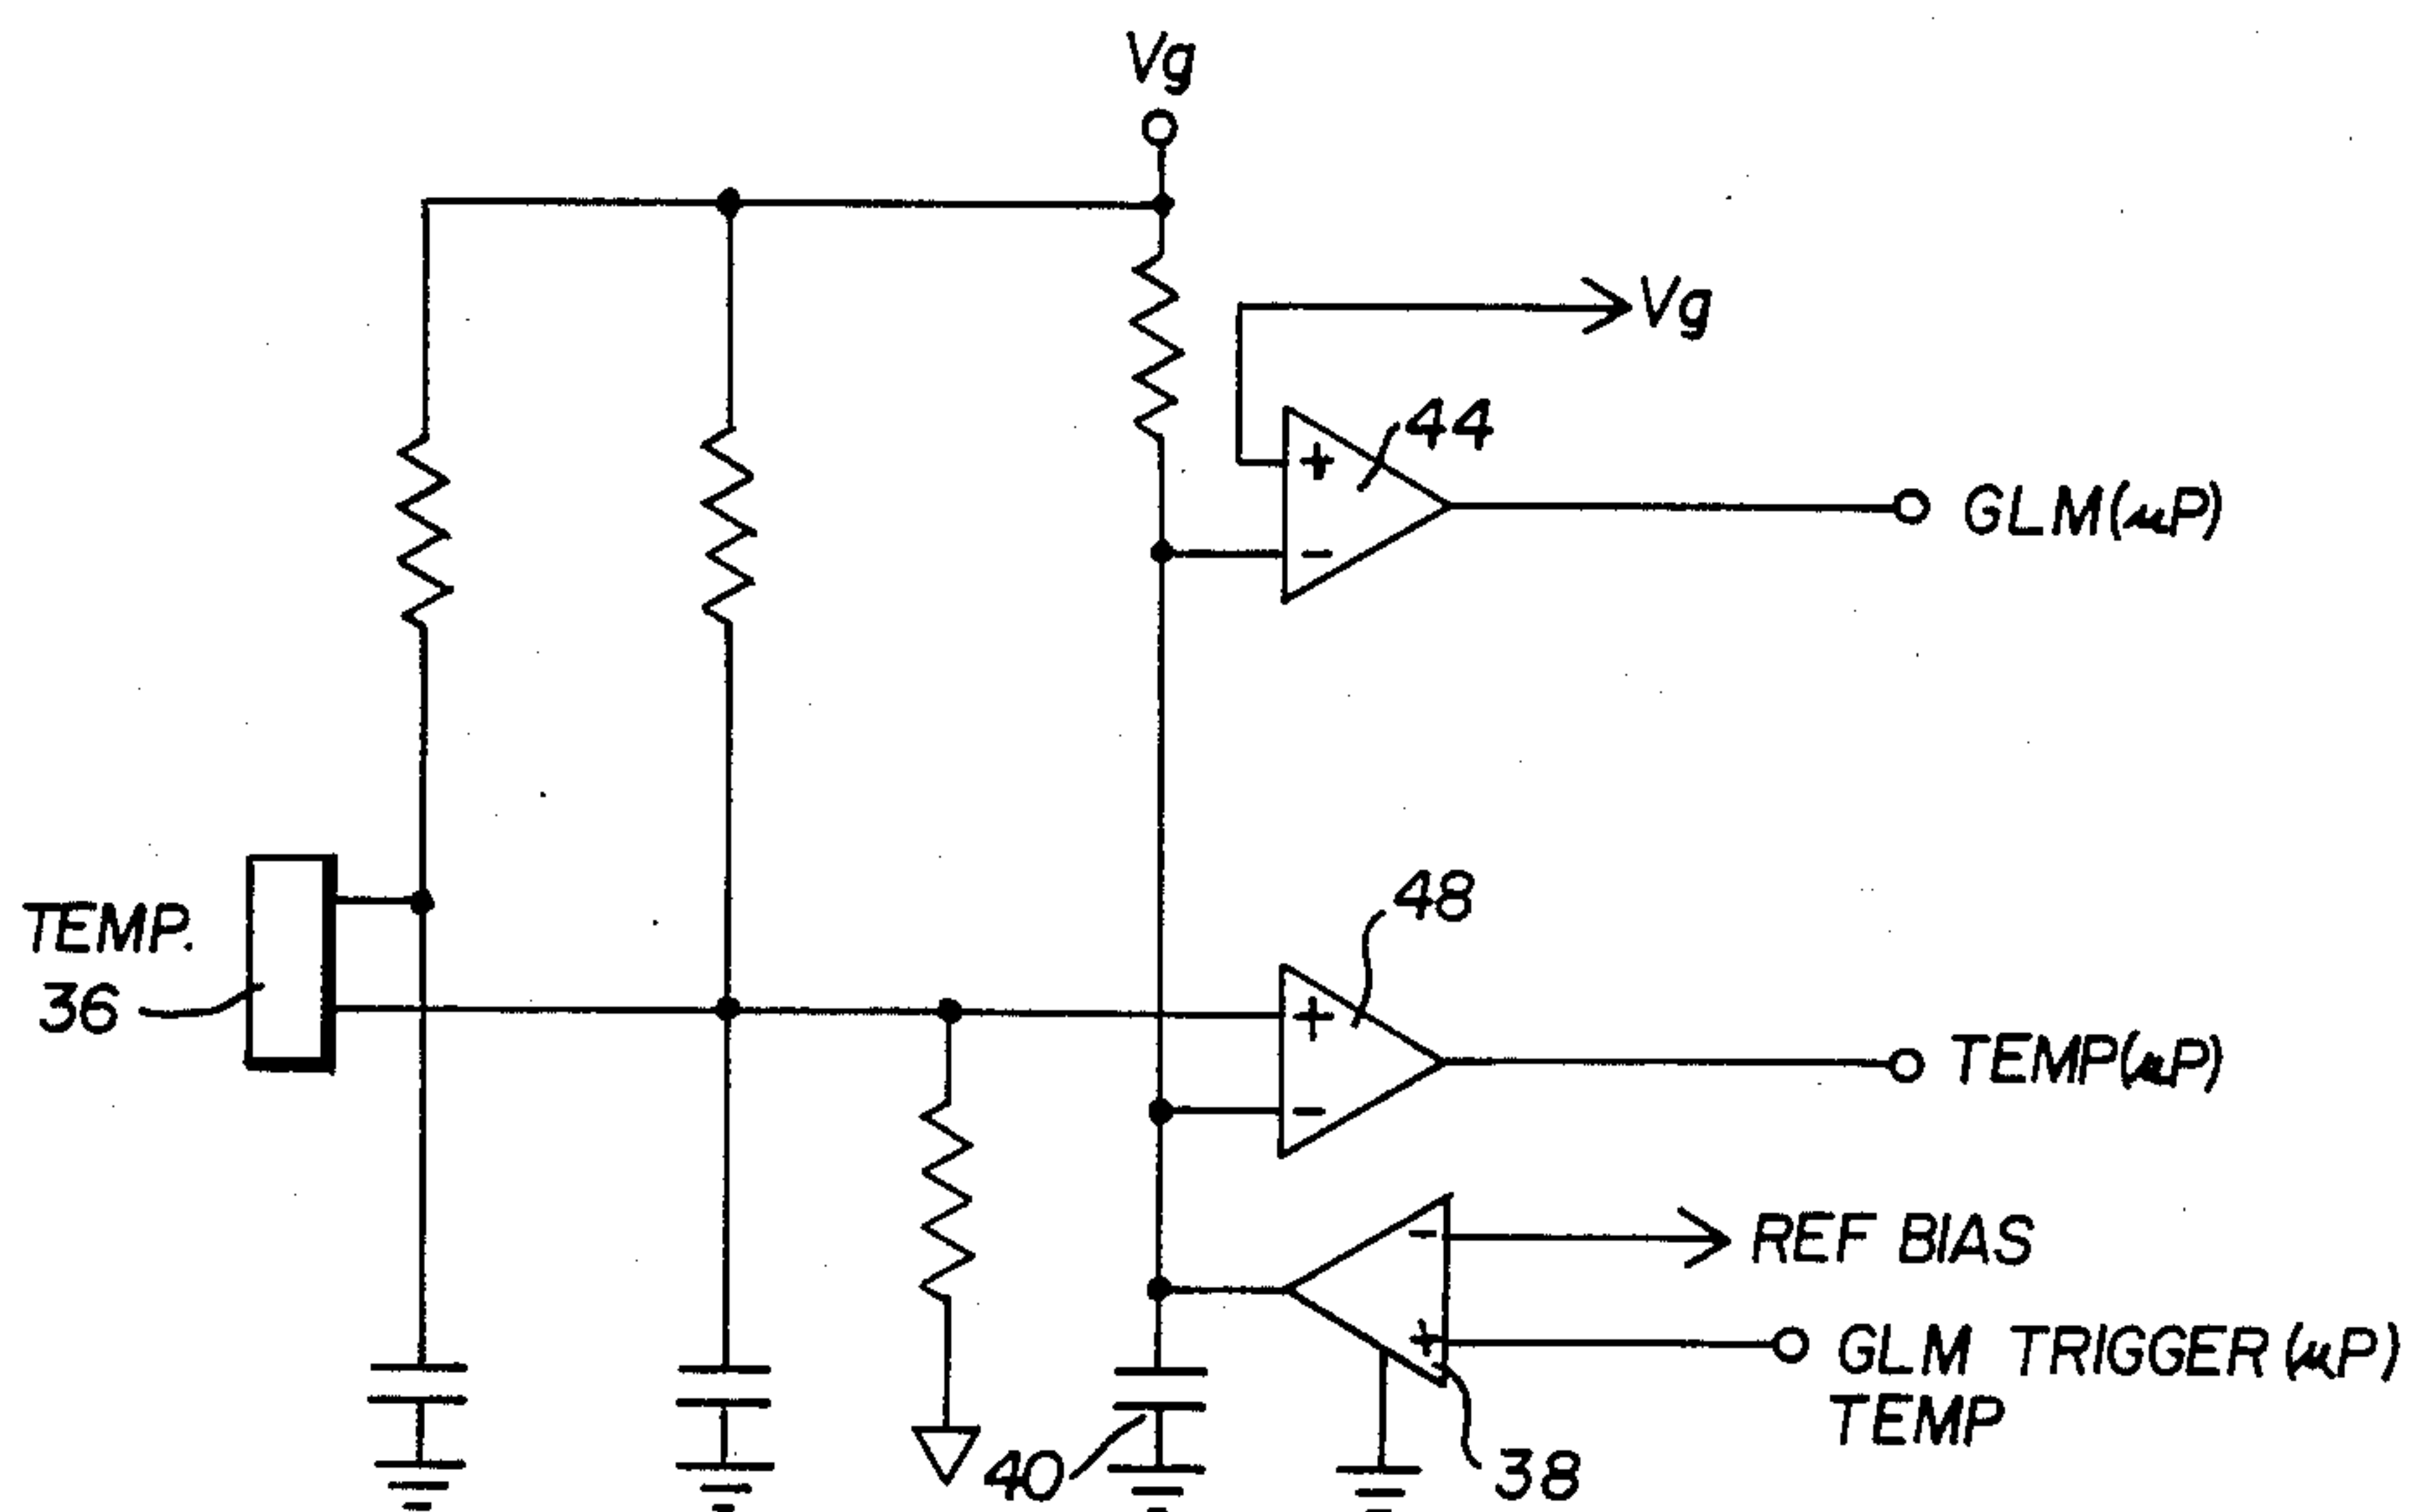 Vg
Vg
44
+
-
GLM(μP)
48
TEMP.
36
+
-
TEMP(μP)
-
REF BIAS
+
GLM TRIGGER(μP)
TEMP
40
38